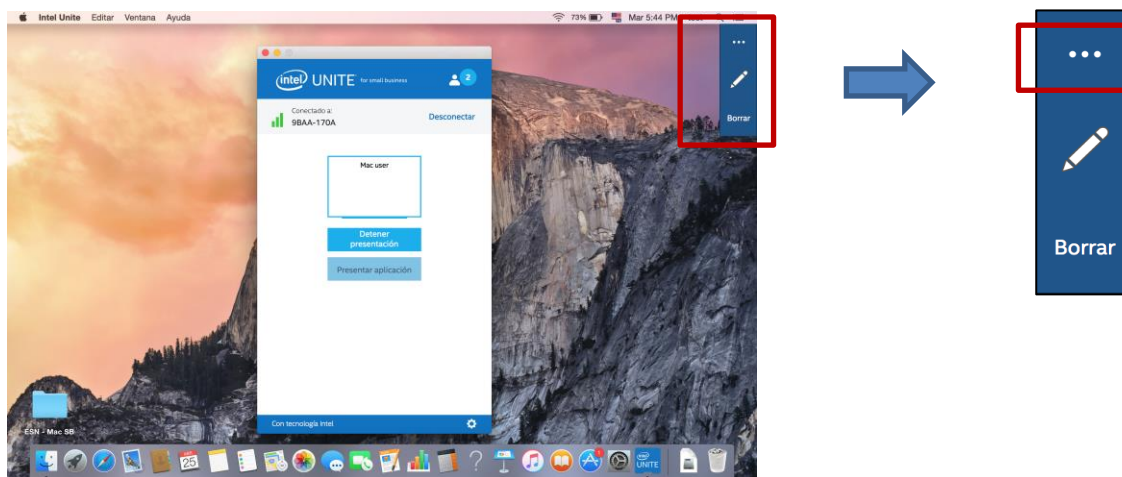 Intel Unite Editar Ventana Ayuda
73% Mar 5:44 PM
intel UNITE for small business
2
Conectado a:
9BAA-170A
Desconectar
Mac user
Detener
presentación
Presentar aplicación
Con tecnología Intel
ESN - Mac SB
Borrar
Borrar
UNITE